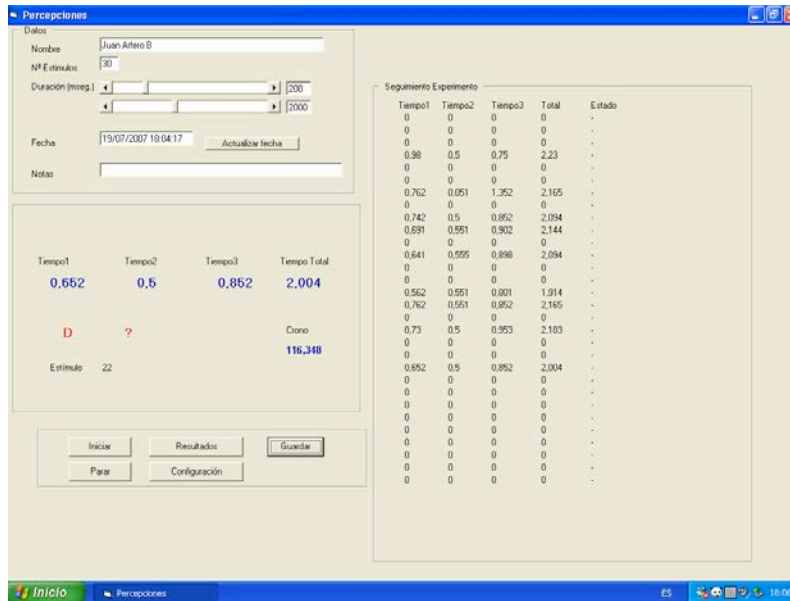 Percepciones
Datos
Nombre Juan Artero B
Nº Estímulos 30
Duración (mseg.) 200
2000
Fecha 19/07/2007 18:04:17 Actualizar fecha
Notas
Tiempo1 Tiempo2 Tiempo3 Tiempo Total
0,652 0,5 0,852 2,004
D ? Crono
116,348
Estímulo 22
Iniciar Resultados Guardar
Parar Configuración
Seguimiento Experimento
Tiempo1 Tiempo2 Tiempo3 Total Estado
0 0 0 0 -
0 0 0 0 -
0 0 0 0 -
0,98 0,5 0,75 2,23 -
0 0 0 0 -
0 0 0 0 -
0,762 0,051 1,352 2,165 -
0 0 0 0 -
0,742 0,5 0,852 2,094 -
0,691 0,551 0,902 2,144 -
0 0 0 0 -
0,641 0,555 0,898 2,094 -
0 0 0 0 -
0 0 0 0 -
0,562 0,551 0,801 1,914 -
0,762 0,551 0,852 2,165 -
0 0 0 0 -
0,73 0,5 0,953 2,183 -
0 0 0 0 -
0 0 0 0 -
0,652 0,5 0,852 2,004 -
0 0 0 0 -
0 0 0 0 -
0 0 0 0 -
0 0 0 0 -
0 0 0 0 -
0 0 0 0 -
0 0 0 0 -
0 0 0 0 -
0 0 0 0 -
Inicio Percepciones ES 18:06